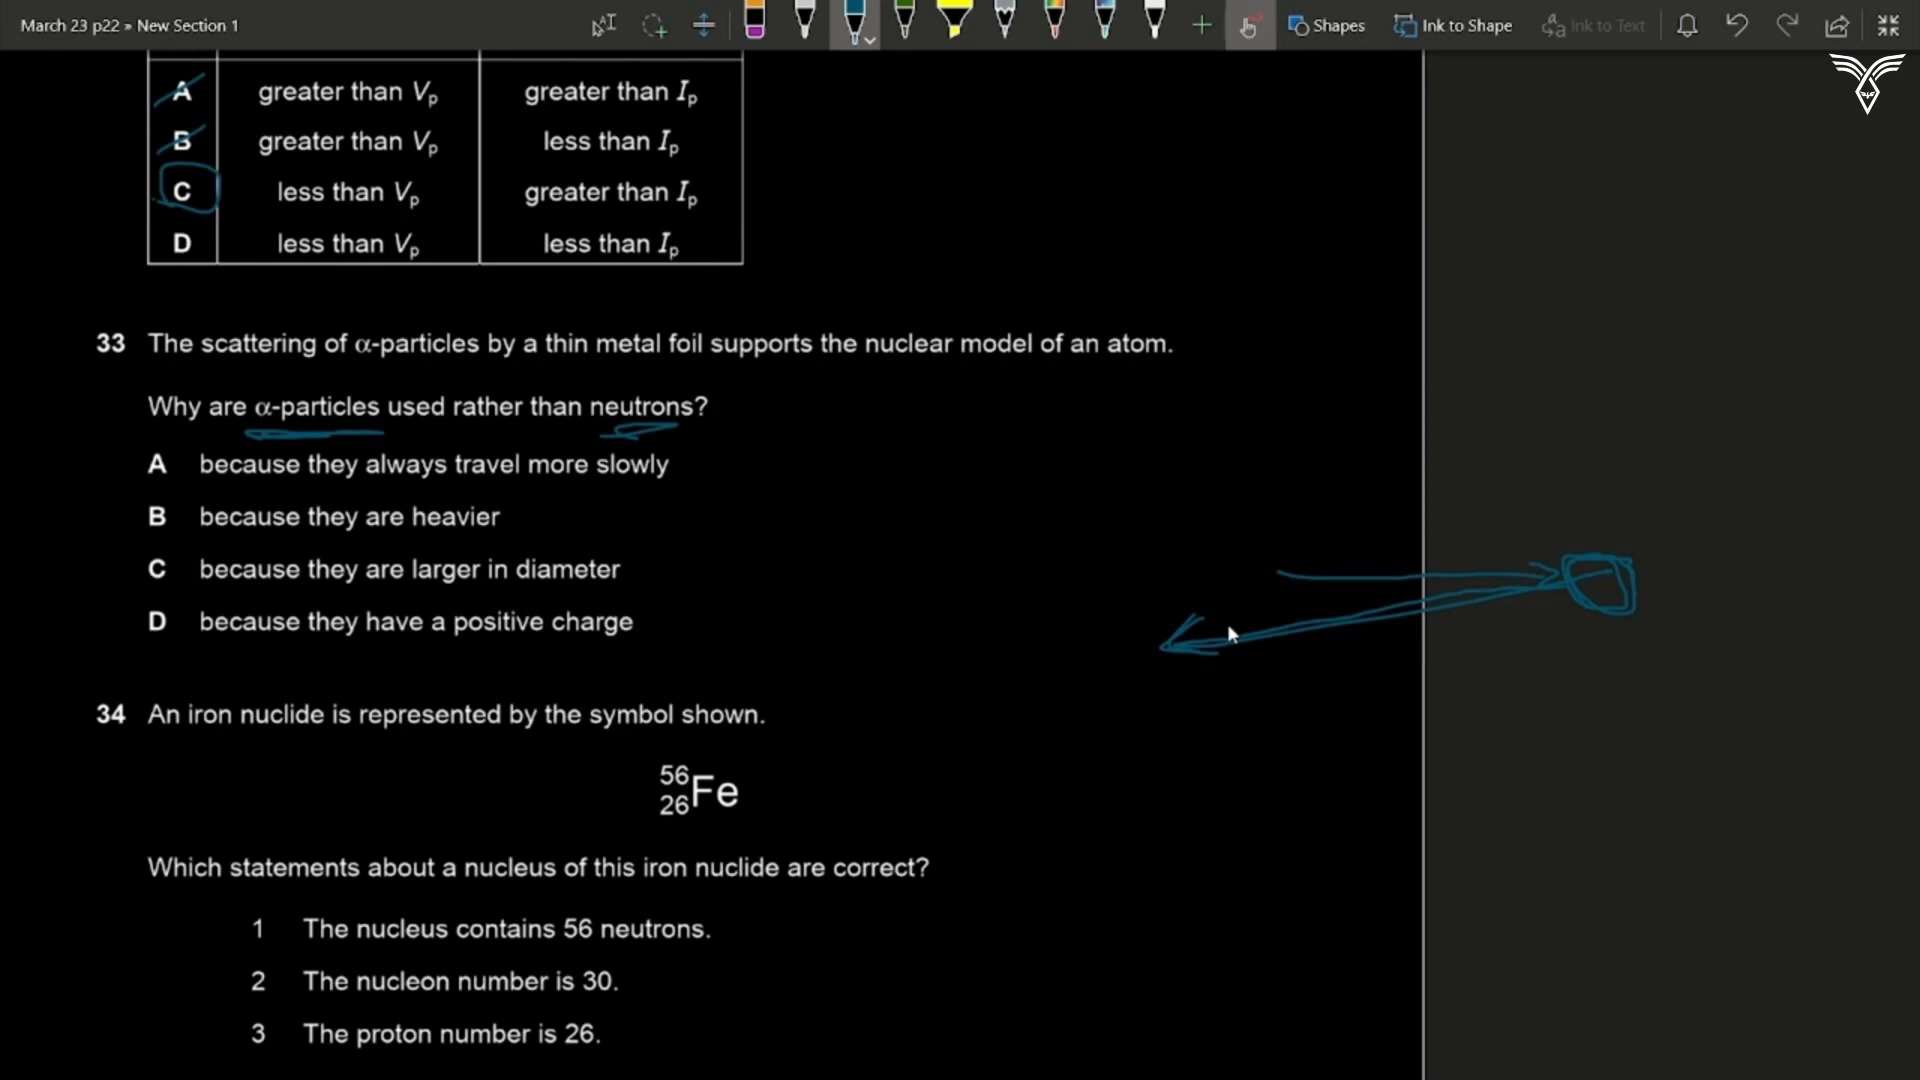 March 23 p22 » New Section 1
Shapes
Ink to Shape
Ink to Text
A greater than Vp greater than Ip
B greater than Vp less than Ip
C less than Vp greater than Ip
D less than Vp less than Ip
33 The scattering of α-particles by a thin metal foil supports the nuclear model of an atom.
Why are α-particles used rather than neutrons?
A because they always travel more slowly
B because they are heavier
C because they are larger in diameter
D because they have a positive charge
34 An iron nuclide is represented by the symbol shown.
56
26 Fe
Which statements about a nucleus of this iron nuclide are correct?
1 The nucleus contains 56 neutrons.
2 The nucleon number is 30.
3 The proton number is 26.